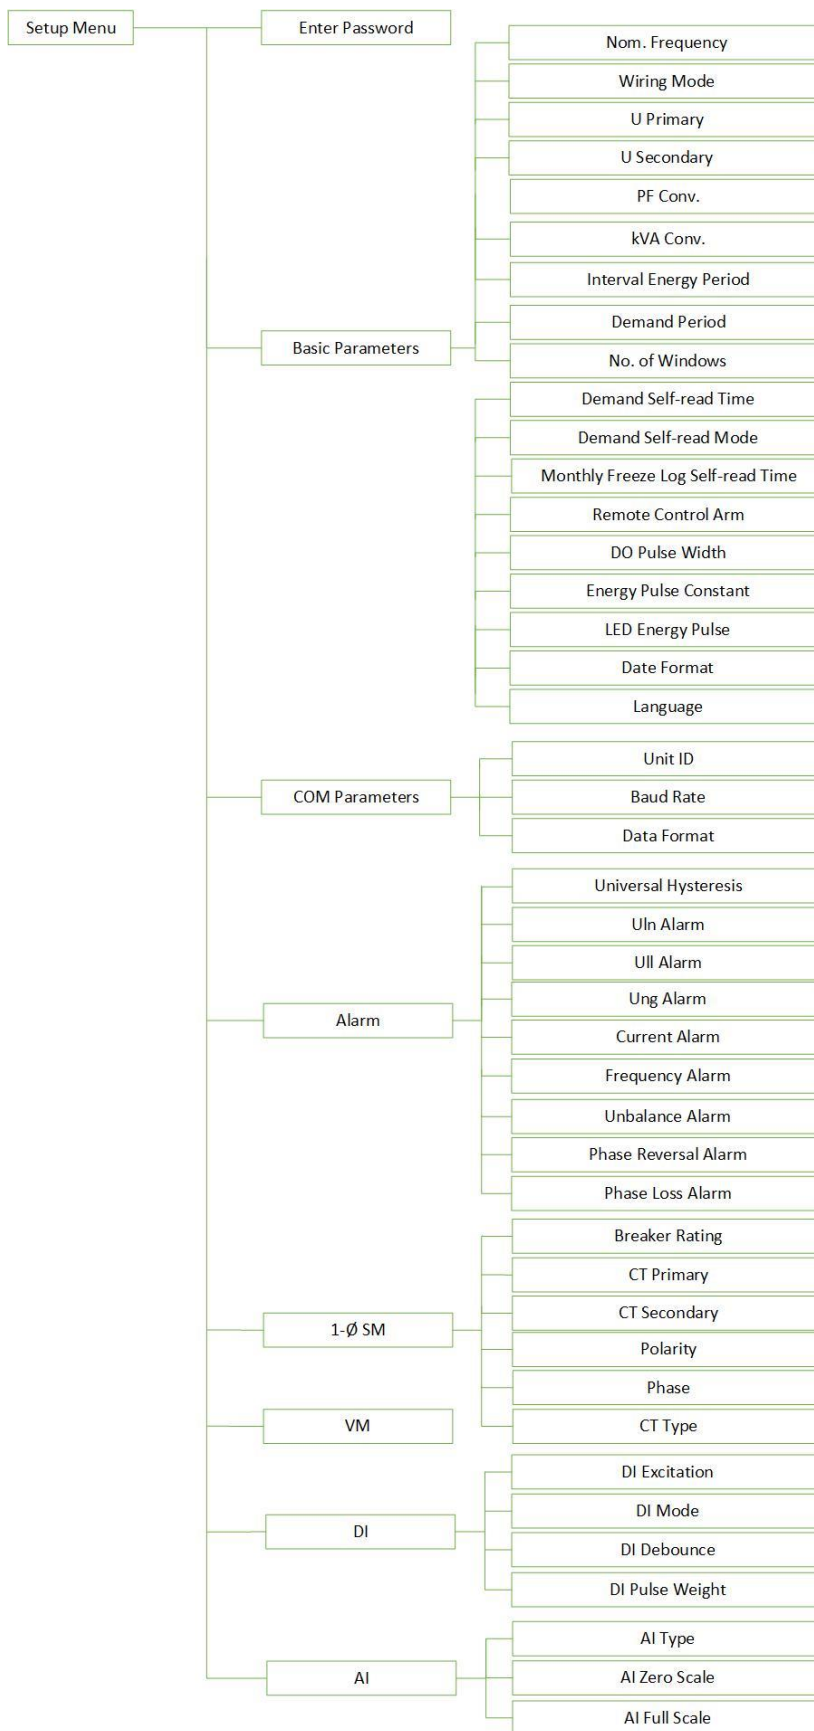 Setup Menu
Enter Password
Nom. Frequency
Wiring Mode
U Primary
U Secondary
PF Conv.
kVA Conv.
Interval Energy Period
Demand Period
Basic Parameters
No. of Windows
Demand Self-read Time
Demand Self-read Mode
Monthly Freeze Log Self-read Time
Remote Control Arm
DO Pulse Width
Energy Pulse Constant
LED Energy Pulse
Date Format
Language
Unit ID
COM Parameters
Baud Rate
Data Format
Universal Hysteresis
Uln Alarm
Ull Alarm
Ung Alarm
Alarm
Current Alarm
Frequency Alarm
Unbalance Alarm
Phase Reversal Alarm
Phase Loss Alarm
Breaker Rating
CT Primary
CT Secondary
1-Ø SM
Polarity
Phase
VM
CT Type
DI Excitation
DI Mode
DI
DI Debounce
DI Pulse Weight
AI Type
AI
AI Zero Scale
AI Full Scale